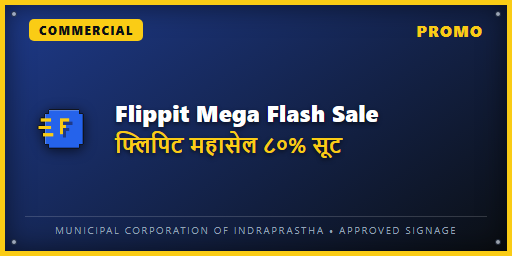 COMMERCIAL
PROMO
F
Flippit Mega Flash Sale
फ्लिपिट महासेल ८०% सूट
MUNICIPAL CORPORATION OF INDRAPRASTHA • APPROVED SIGNAGE